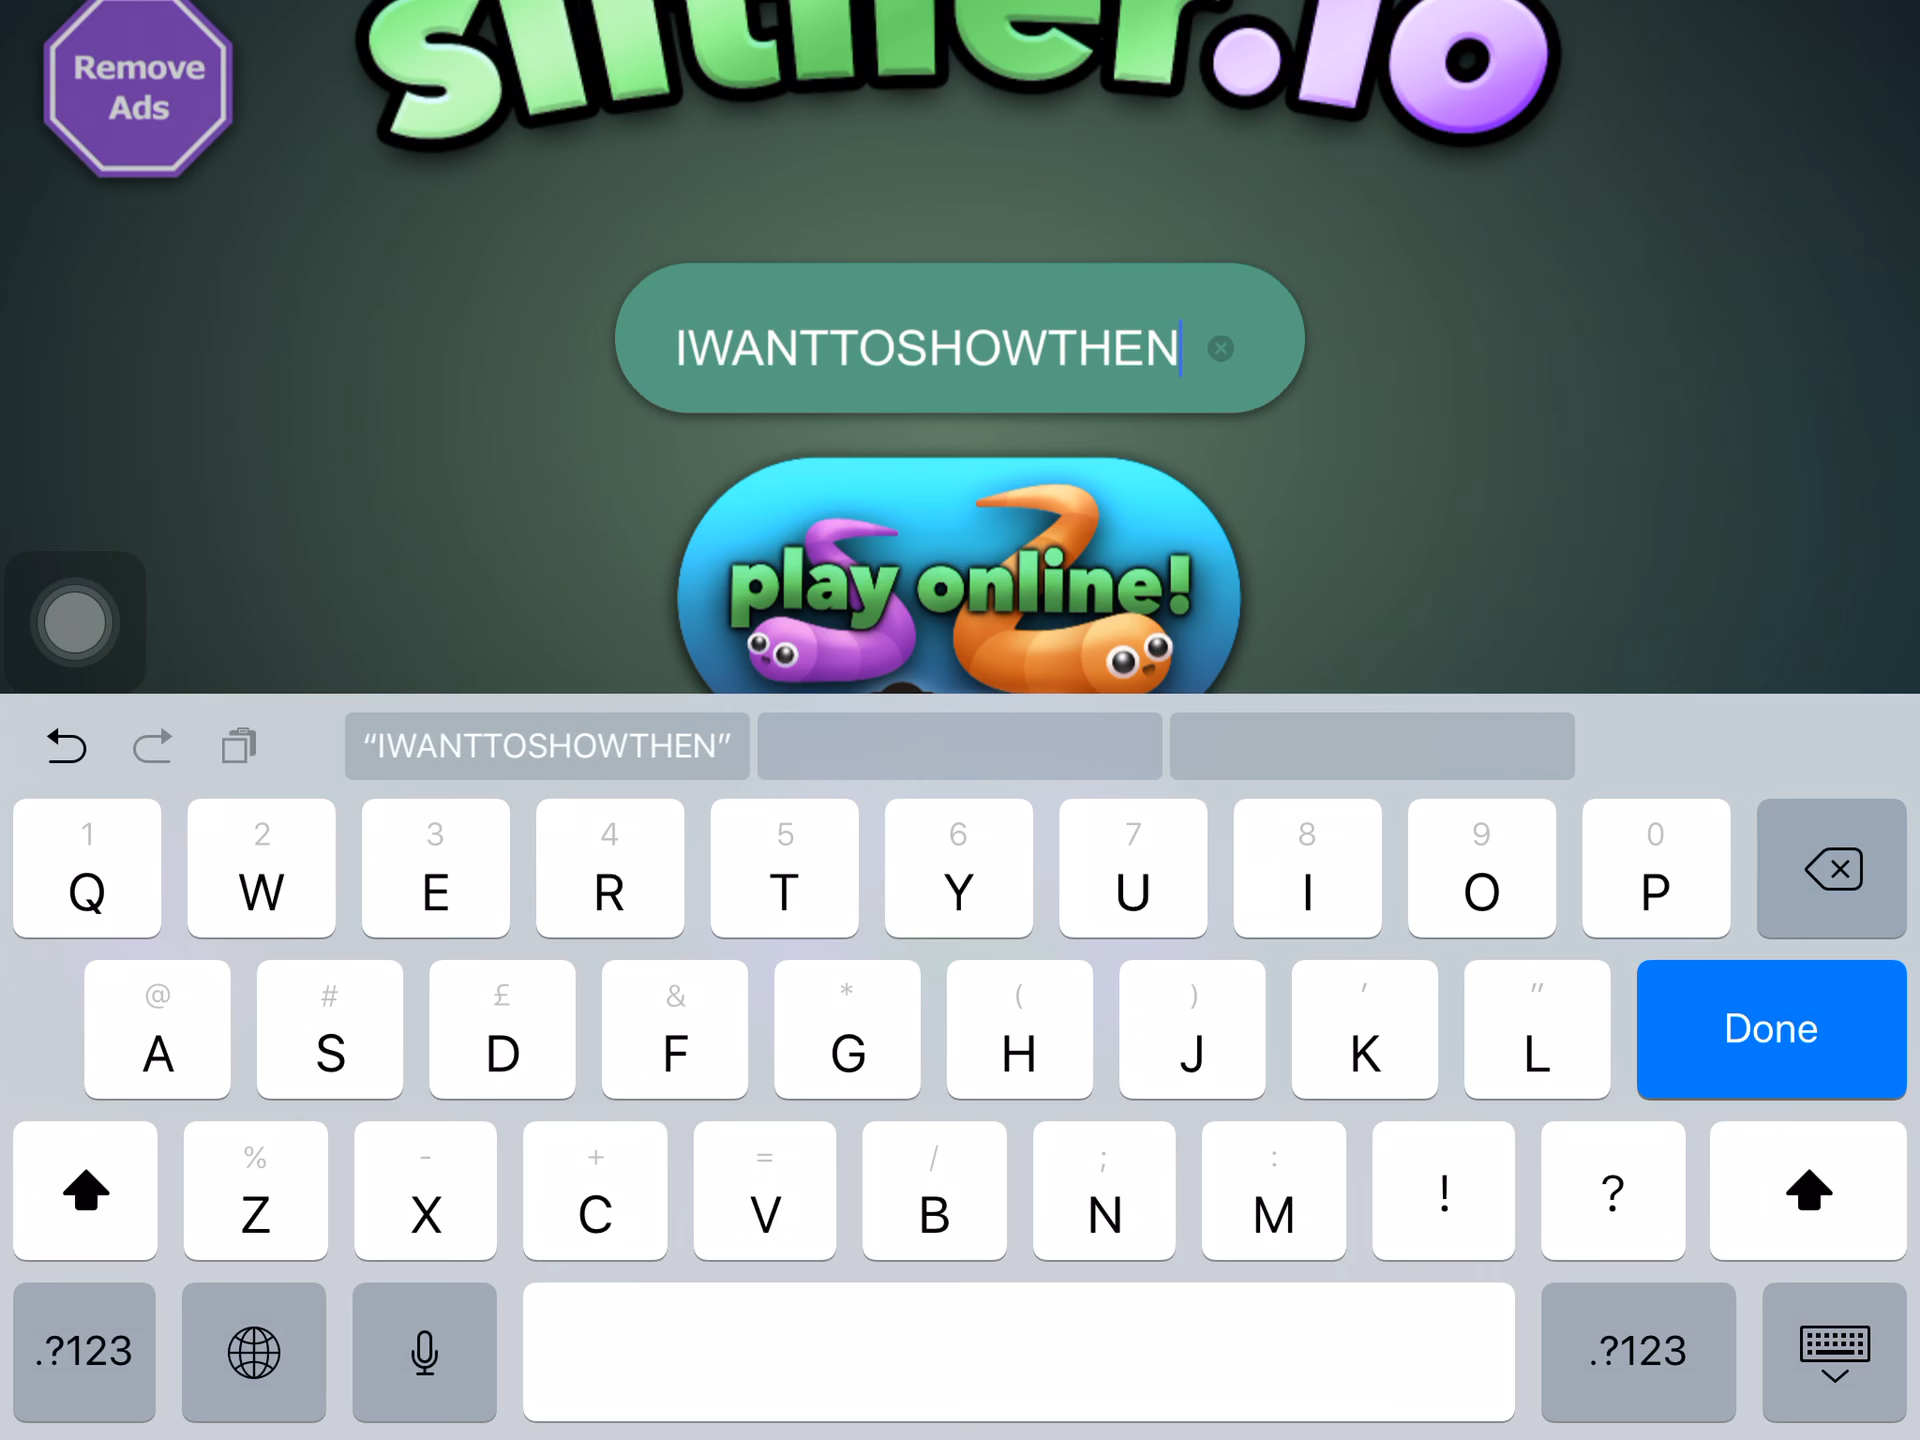 Remove
Ads
slither.io
IWANTTOSHOWTHEN
play online!
“IWANTTOSHOWTHEN”
1 2 3 4 5 6 7 8 9 0
Q W E R T Y U I O P
@ # £ & * ( ) ' "
A S D F G H J K L Done
% - + = / ; :
Z X C V B N M ! ?
.?123 .?123